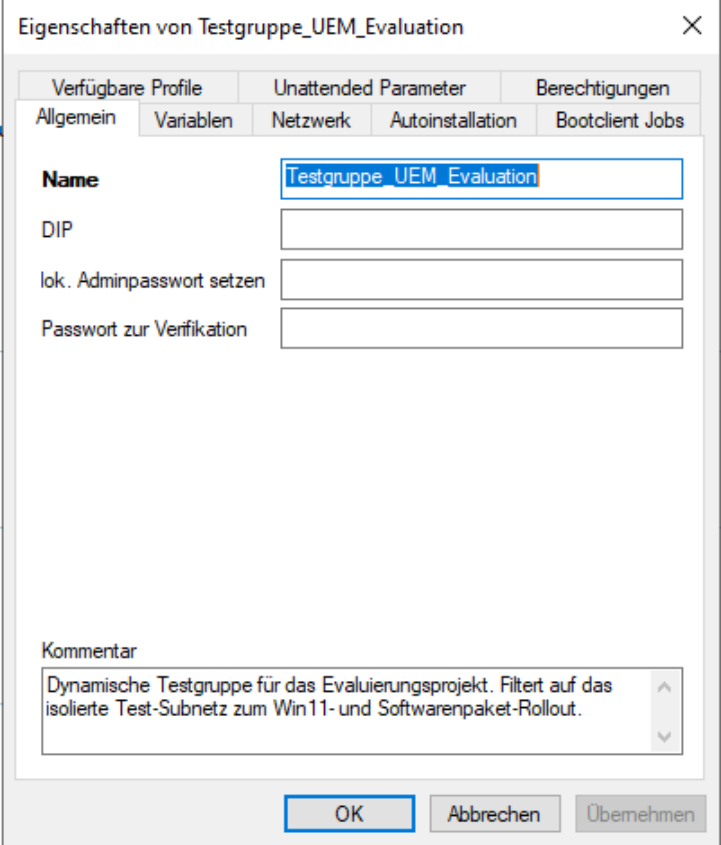 Eigenschaften von Testgruppe_UEM_Evaluation
Verfügbare Profile
Unattended Parameter
Berechtigungen
Allgemein
Variablen
Netzwerk
Autoinstallation
Bootclient Jobs
Name
Testgruppe_UEM_Evaluation
DIP
lok. Adminpasswort setzen
Passwort zur Verifikation
Kommentar
Dynamische Testgruppe für das Evaluierungsprojekt. Filtert auf das
isolierte Test-Subnetz zum Win11- und Softwarenpaket-Rollout.
OK
Abbrechen
Übernehmen